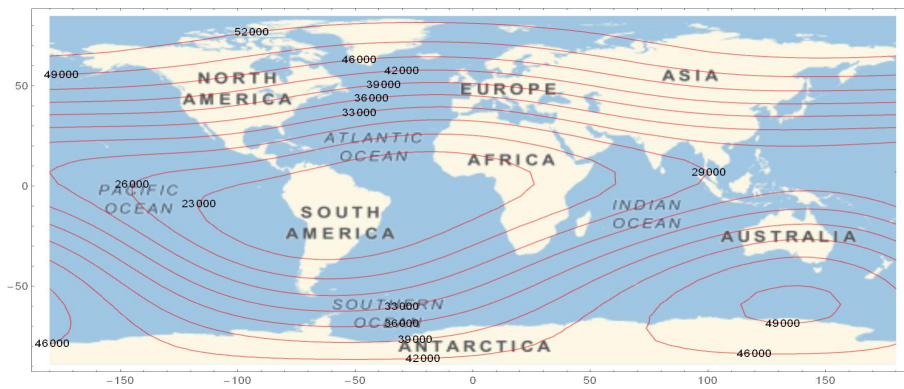 52000
46000
49000
42000
NORTH
AMERICA
ASIA
EUROPE
50
39000
36000
33000
ATLANTIC
OCEAN
AFRICA
29000
0
26000
PACIFIC
OCEAN
23000
SOUTH
AMERICA
INDIAN
OCEAN
AUSTRALIA
−50
SOUTHERN
OCEAN
33000
36000
49000
39000
46000
ANTARCTICA
42000
46000
−150
−100
−50
0
50
100
150